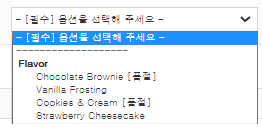 - [필수] 옵션을 선택해 주세요 -
- [필수] 옵션을 선택해 주세요 -
-------------------
Flavor
Chocolate Brownie [품절]
Vanilla Frosting
Cookies & Cream [품절]
Strawberry Cheesecake